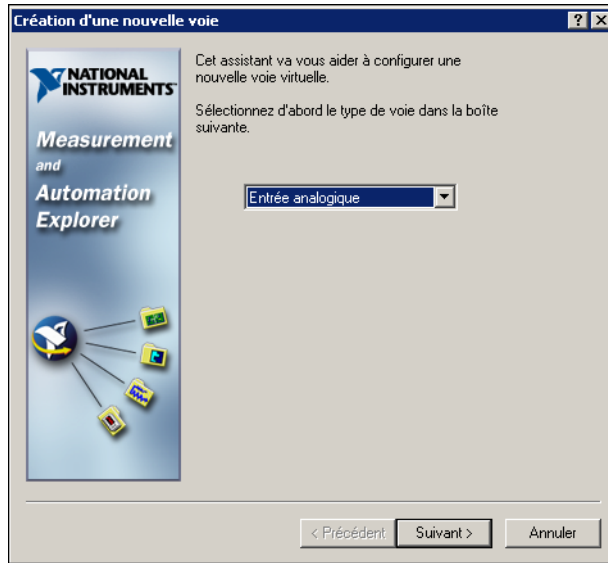 Création d'une nouvelle voie
NATIONAL
INSTRUMENTS
Measurement
and
Automation
Explorer
Cet assistant va vous aider à configurer une
nouvelle voie virtuelle.
Sélectionnez d'abord le type de voie dans la boîte
suivante.
Entrée analogique
< Précédent
Suivant >
Annuler